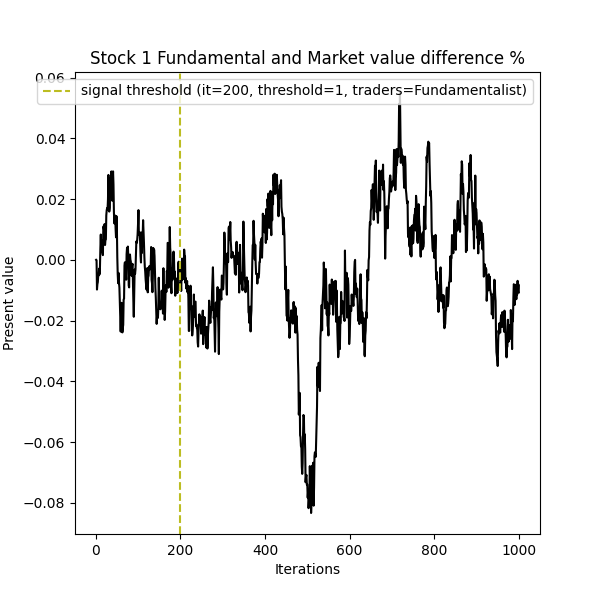 Stock 1 Fundamental and Market value difference %
signal threshold (it=200, threshold=1, traders=Fundamentalist)
0.06
0.04
0.02
0.00
−0.02
−0.04
−0.06
−0.08
Present value
0 200 400 600 800 1000
Iterations